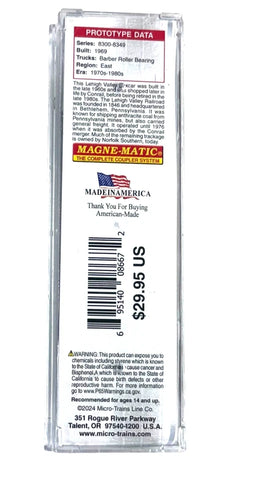 PROTOTYPE DATA
Series: 8300-8349
Built: 1969
Trucks: Barber Roller Bearing
Region: East
Era: 1970s-1980s
This Lehigh Valley boxcar was built in
the late 1960s and was shopped later in
life by Conrail, before being retired in the
late 1980s. The Lehigh Valley Railroad
was founded in 1846 and headquartered
in Bethlehem, Pennsylvania. It was
known for shipping anthracite coal from
Pennsylvania mines, but also carried
general freight. It operated until 1976
when it was absorbed by the Conrail
merger. Much of the remaining trackage
is owned by Norfolk Southern, today.
MAGNE-MATIC®
THE COMPLETE COUPLER SYSTEM
MADE IN AMERICA
Thank You For Buying
American-Made
6 95140 08667 2
$29.95 US
⚠WARNING: This product can expose you to
chemicals including styrene which is known
to the State of California cause cancer and
Bisphenol A which is known to the State of
California to cause birth defects or other
reproductive harm. For more information
go to www.P65Warnings.ca.gov.
Recommended for ages 14 and up.
©2024 Micro-Trains Line Co.
351 Rogue River Parkway
Talent, OR 97540-1200 U.S.A.
www.micro-trains.com